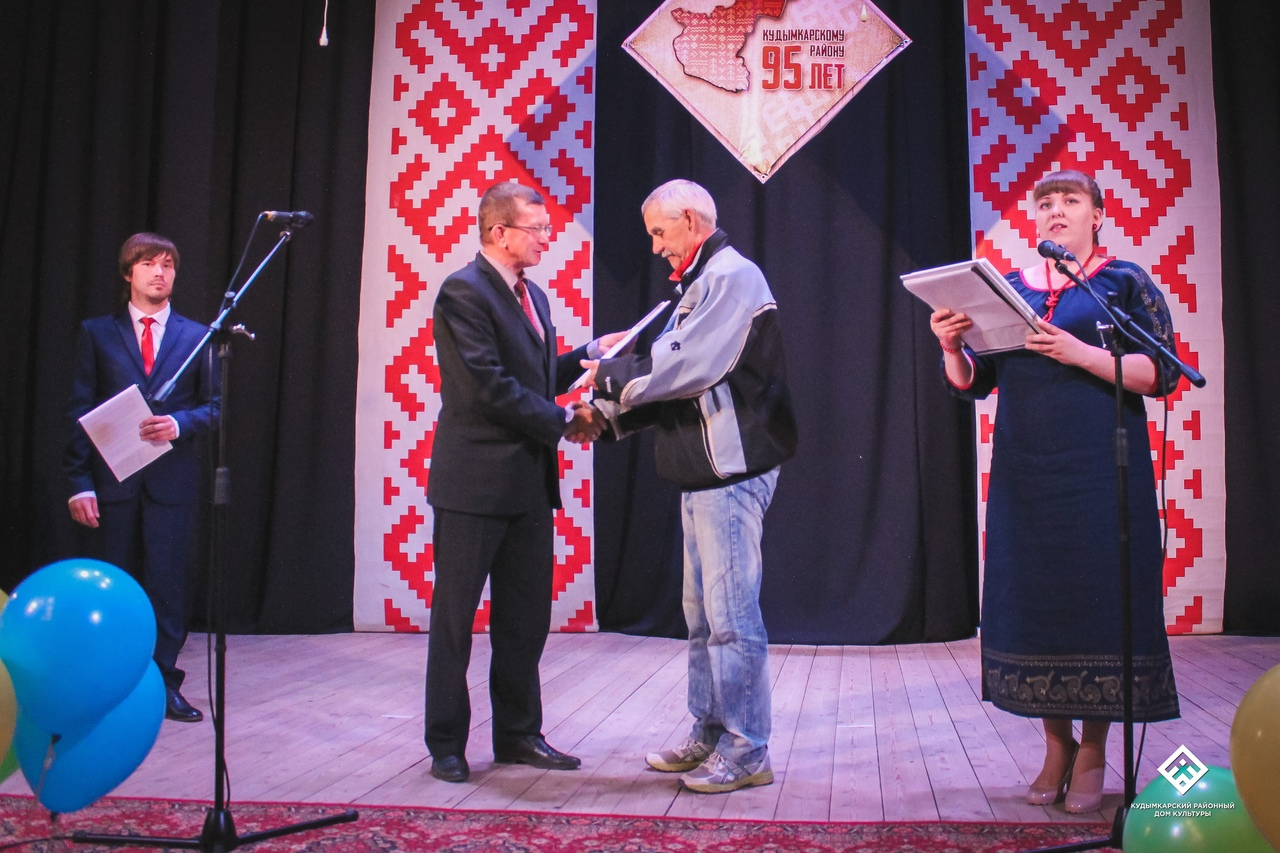 КУДЫМКАРСКОМУ
РАЙОНУ
95 ЛЕТ
КУДЫМКАРСКИЙ РАЙОННЫЙ
ДОМ КУЛЬТУРЫ